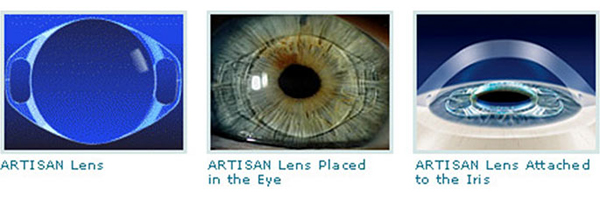 ARTISAN Lens
ARTISAN Lens Placed
in the Eye
ARTISAN Lens Attached
to the Iris